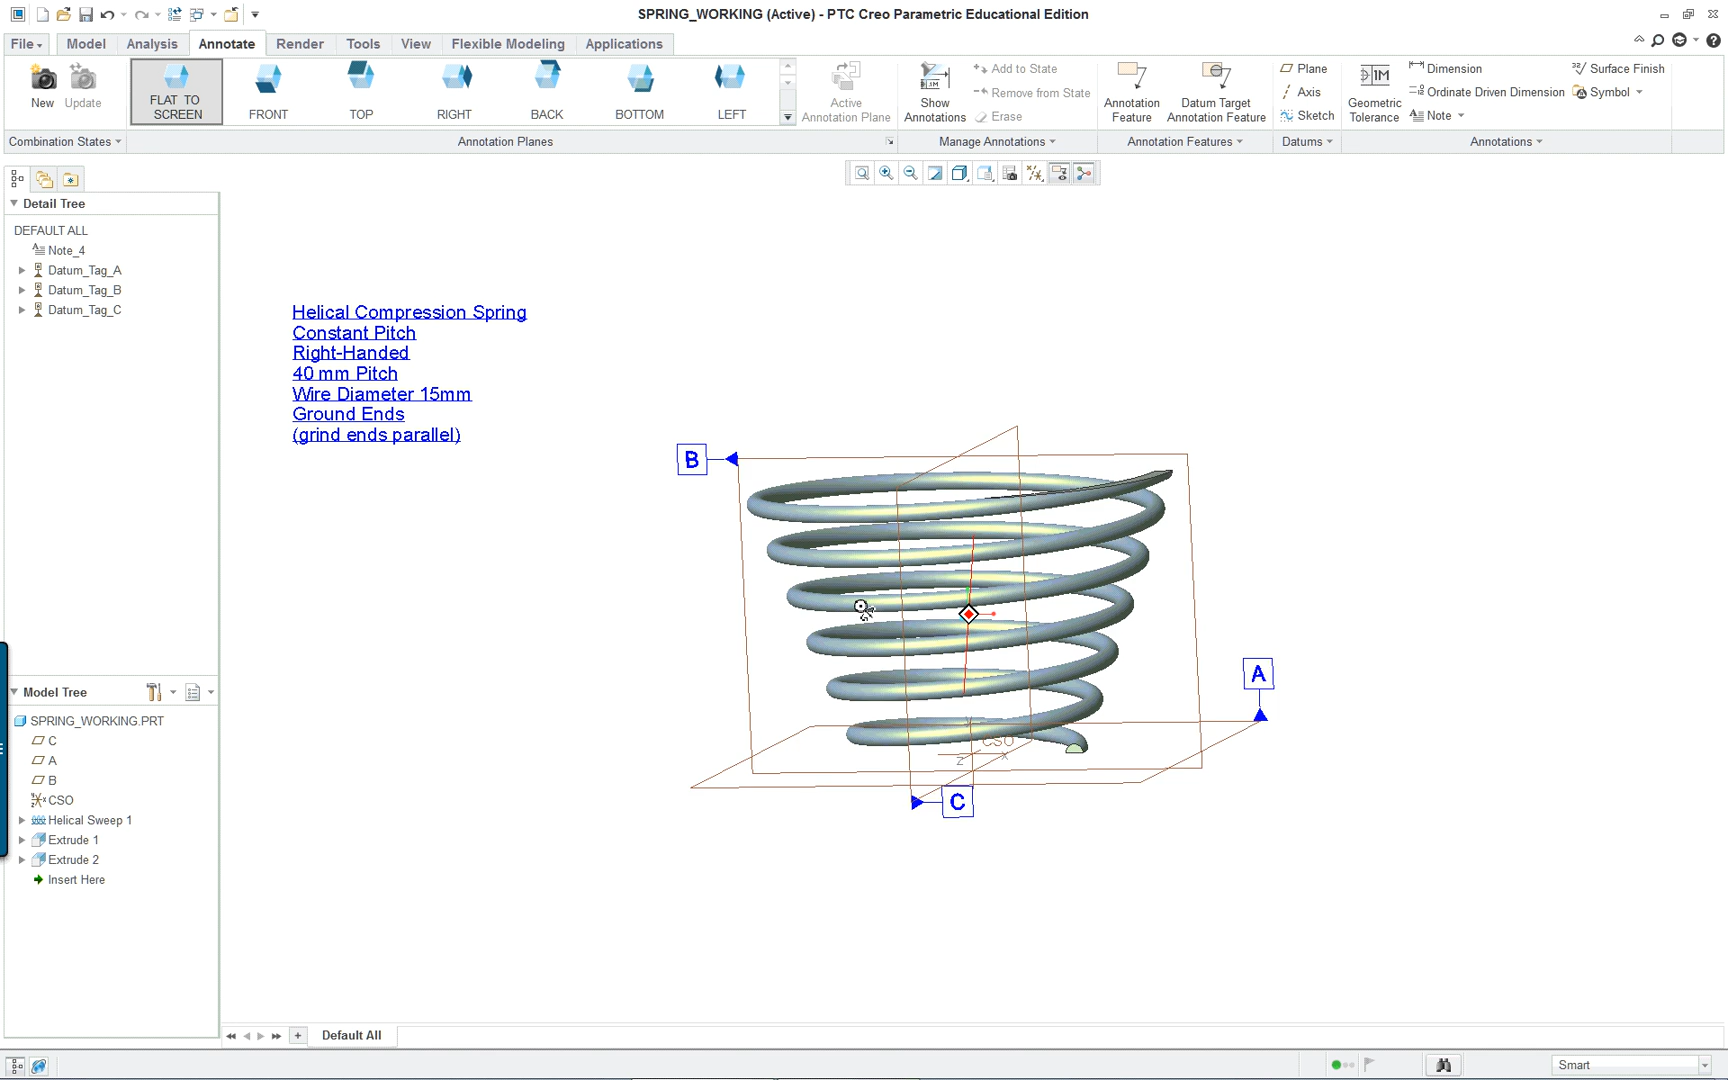 SPRING_WORKING (Active) - PTC Creo Parametric Educational Edition
File
Model
Analysis
Annotate
Render
Tools
View
Flexible Modeling
Applications
New
Update
FLAT TO
SCREEN
FRONT
TOP
RIGHT
BACK
BOTTOM
LEFT
Active
Annotation Plane
Show
Annotations
Add to State
Remove from State
Erase
Annotation
Feature
Datum Target
Annotation Feature
Plane
Axis
Sketch
Geometric
Tolerance
Dimension
Ordinate Driven Dimension
Note
Surface Finish
Symbol
Combination States
Annotation Planes
Manage Annotations
Annotation Features
Datums
Annotations
Detail Tree
DEFAULT ALL
Note_4
Datum_Tag_A
Datum_Tag_B
Datum_Tag_C
Helical Compression Spring
Constant Pitch
Right-Handed
40 mm Pitch
Wire Diameter 15mm
Ground Ends
(grind ends parallel)
B
A
C
CSO
Y
Z
X
Model Tree
SPRING_WORKING.PRT
C
A
B
CSO
Helical Sweep 1
Extrude 1
Extrude 2
Insert Here
Default All
Smart